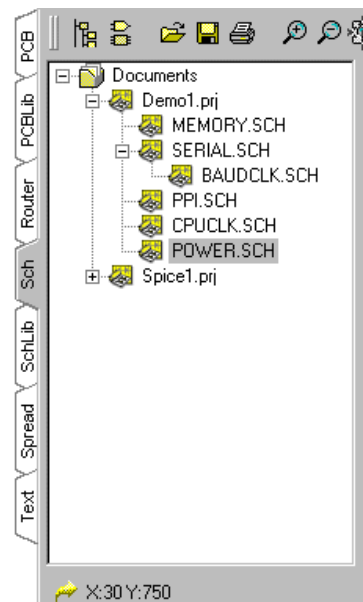 PCB
PCBLib
Router
Sch
SchLib
Spread
Text
Documents
Demo1.prj
MEMORY.SCH
SERIAL.SCH
BAUDCLK.SCH
PPI.SCH
CPUCLK.SCH
POWER.SCH
Spice1.prj
X:30 Y:750